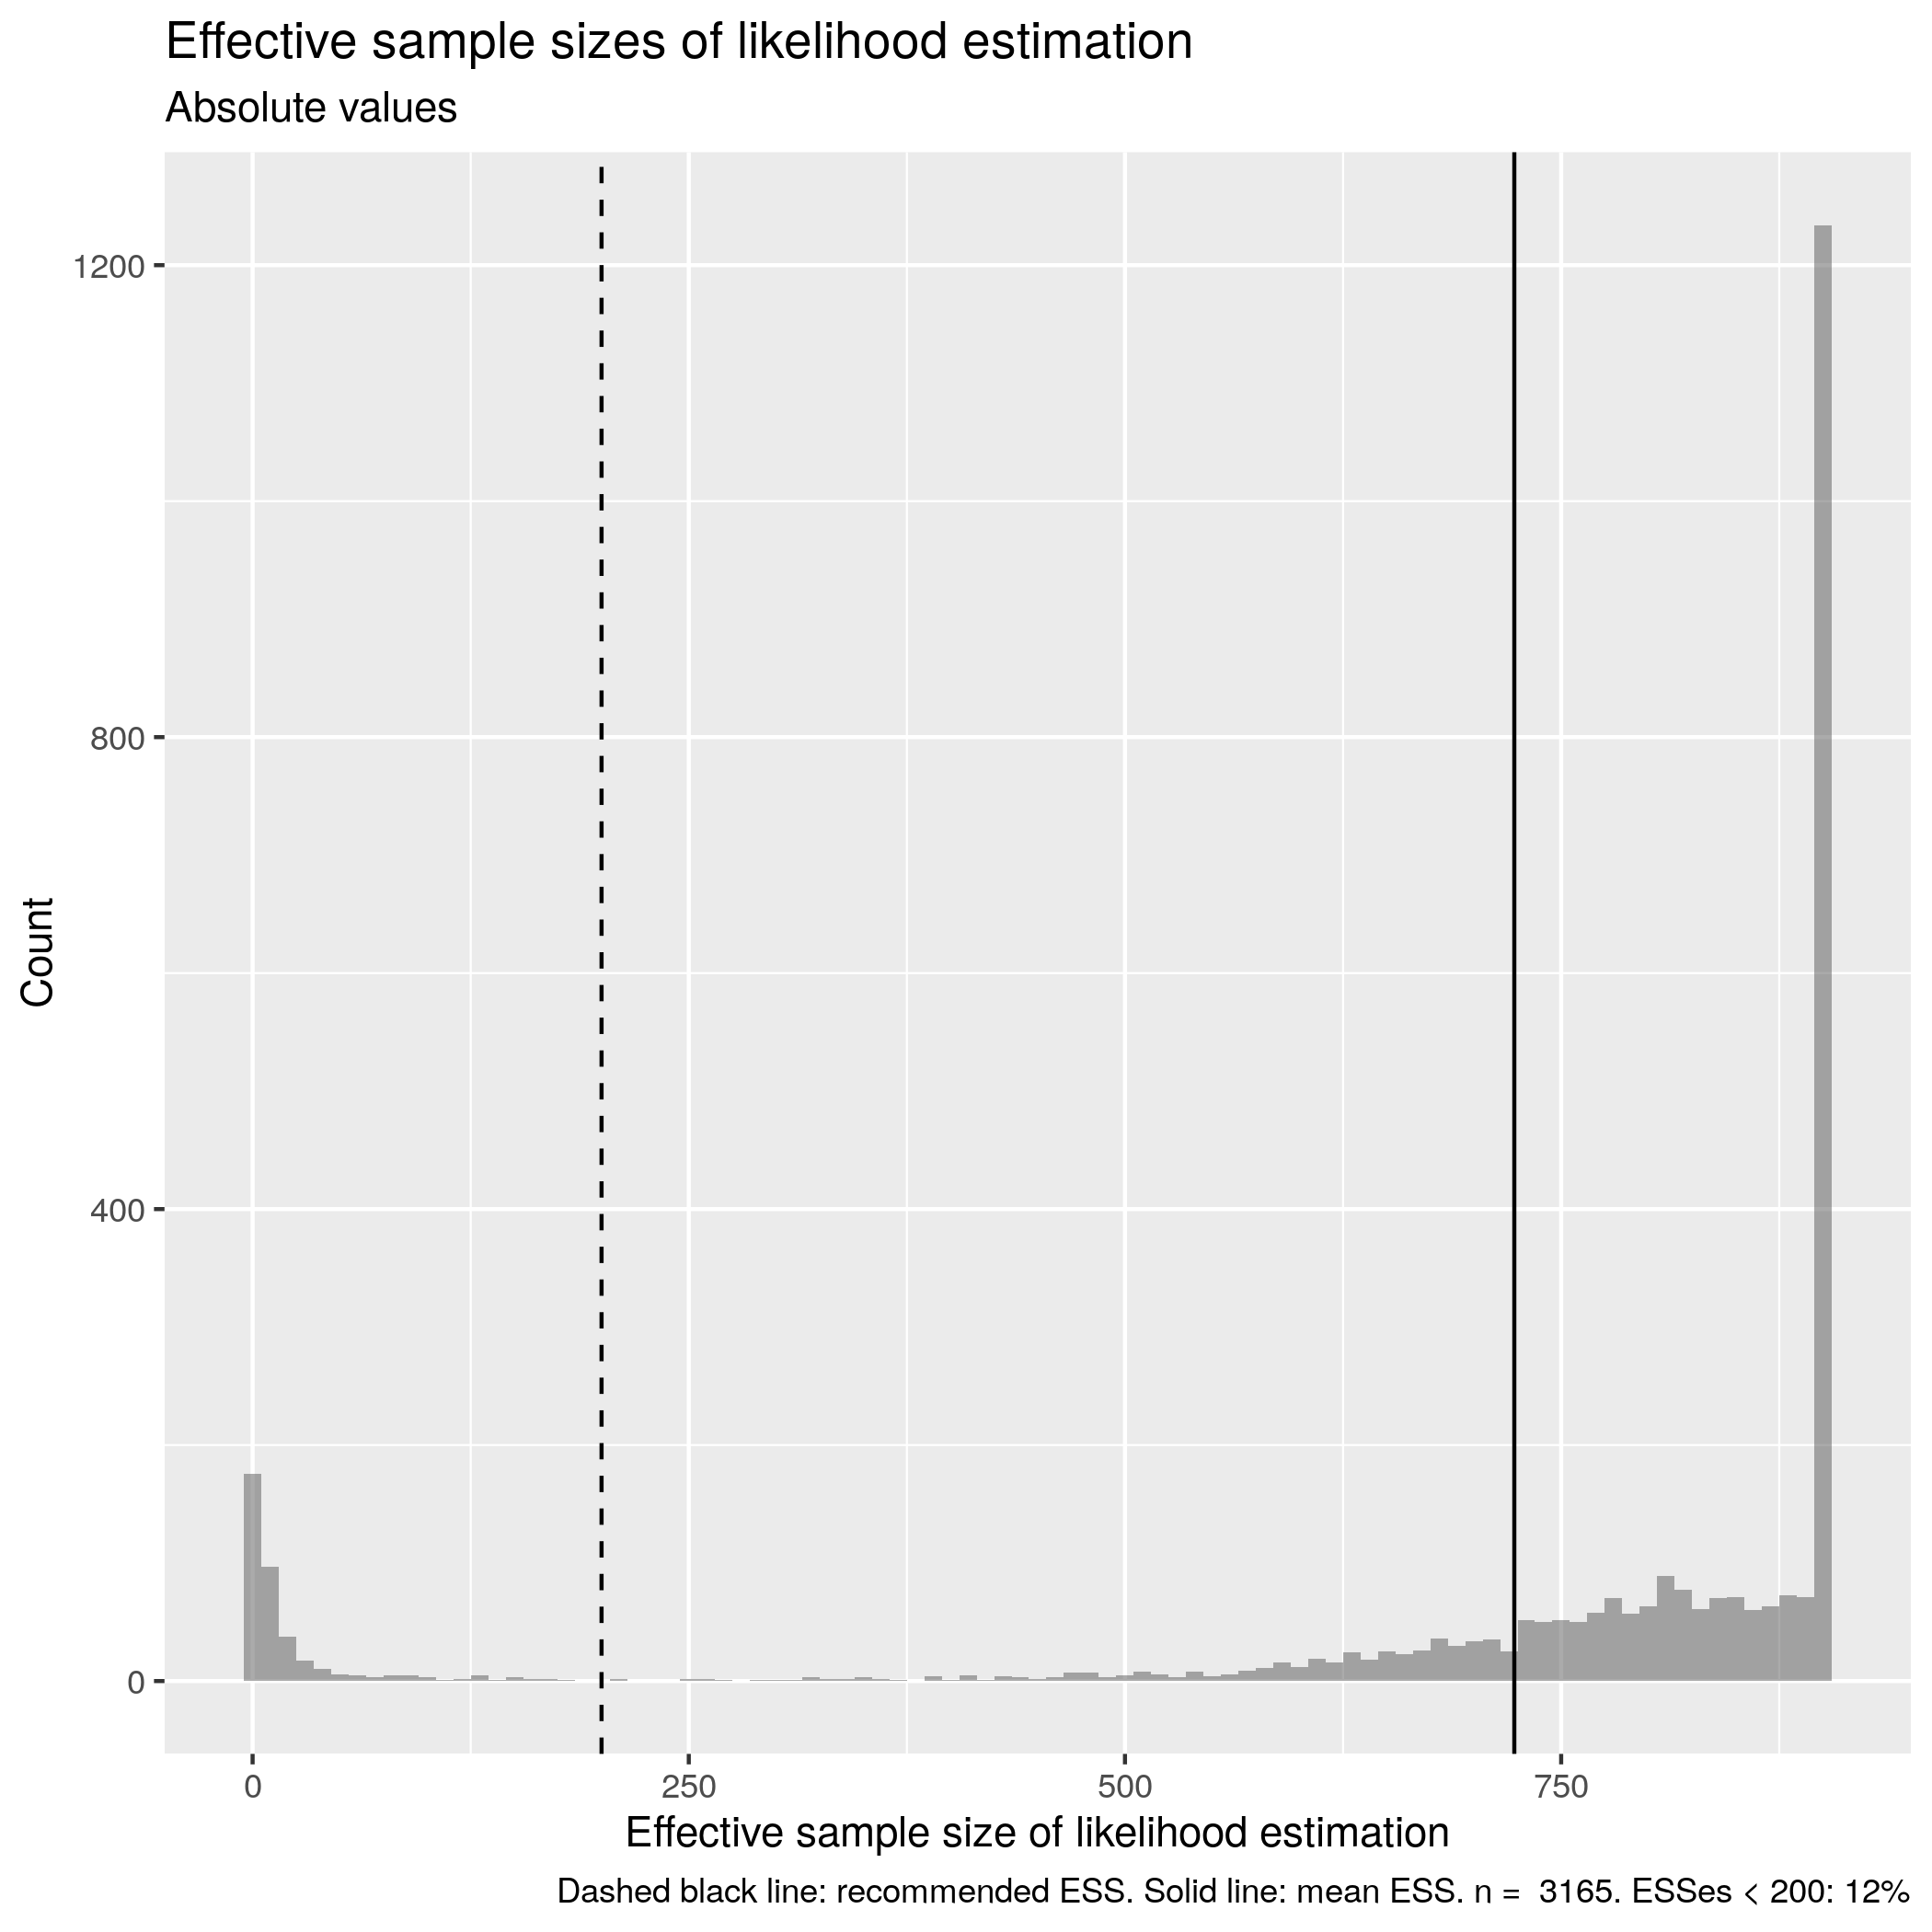 Effective sample sizes of likelihood estimation
Absolute values
1200
800
400
0
Count
0 250 500 750
Effective sample size of likelihood estimation
Dashed black line: recommended ESS. Solid line: mean ESS. n =  3165. ESSes < 200: 12%